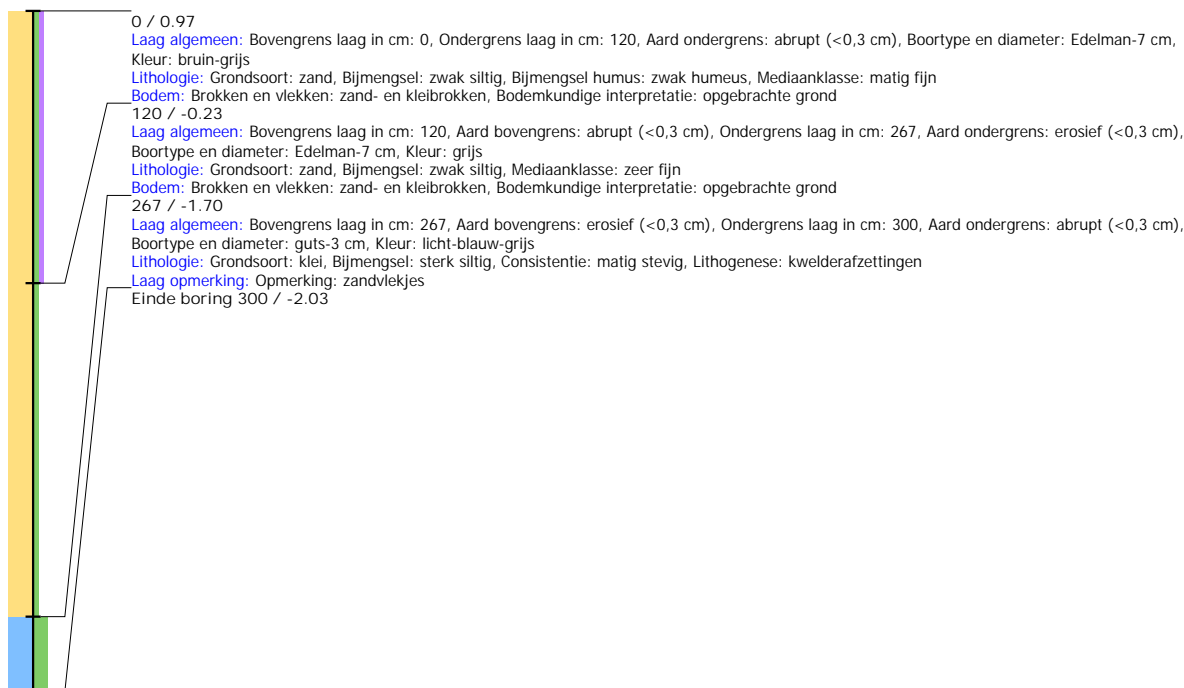 0 / 0.97
Laag algemeen: Bovengrens laag in cm: 0, Ondergrens laag in cm: 120, Aard ondergrens: abrupt (<0,3 cm), Boortype en diameter: Edelman-7 cm,
Kleur: bruin-grijs
Lithologie: Grondsoort: zand, Bijmengsel: zwak siltig, Bijmengsel humus: zwak humeus, Mediaanklasse: matig fijn
Bodem: Brokken en vlekken: zand- en kleibrokken, Bodemkundige interpretatie: opgebrachte grond
120 / -0.23
Laag algemeen: Bovengrens laag in cm: 120, Aard bovengrens: abrupt (<0,3 cm), Ondergrens laag in cm: 267, Aard ondergrens: erosief (<0,3 cm),
Boortype en diameter: Edelman-7 cm, Kleur: grijs
Lithologie: Grondsoort: zand, Bijmengsel: zwak siltig, Mediaanklasse: zeer fijn
Bodem: Brokken en vlekken: zand- en kleibrokken, Bodemkundige interpretatie: opgebrachte grond
267 / -1.70
Laag algemeen: Bovengrens laag in cm: 267, Aard bovengrens: erosief (<0,3 cm), Ondergrens laag in cm: 300, Aard ondergrens: abrupt (<0,3 cm),
Boortype en diameter: guts-3 cm, Kleur: licht-blauw-grijs
Lithologie: Grondsoort: klei, Bijmengsel: sterk siltig, Consistentie: matig stevig, Lithogenese: kwelderafzettingen
Laag opmerking: Opmerking: zandvlekjes
Einde boring 300 / -2.03